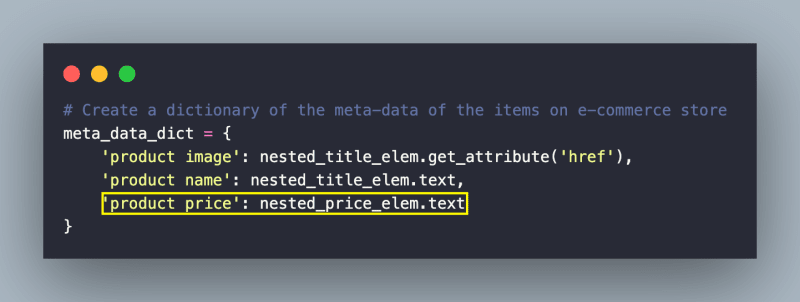 # Create a dictionary of the meta-data of the items on e-commerce store
meta_data_dict = {
    'product image': nested_title_elem.get_attribute('href'),
    'product name': nested_title_elem.text,
    'product price': nested_price_elem.text
}